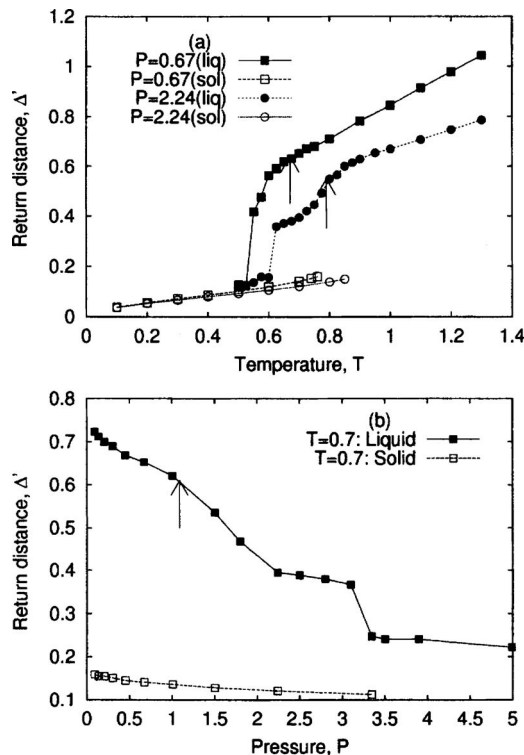 (a)
P=0.67(liq)
P=0.67(sol)
P=2.24(liq)
P=2.24(sol)
Return distance, Δ'
1.2
1
0.8
0.6
0.4
0.2
0
0 0.2 0.4 0.6 0.8 1 1.2 1.4
Temperature, T
(b)
T=0.7: Liquid
T=0.7: Solid
Return distance, Δ'
0.8
0.7
0.6
0.5
0.4
0.3
0.2
0.1
0 0.5 1 1.5 2 2.5 3 3.5 4 4.5 5
Pressure, P